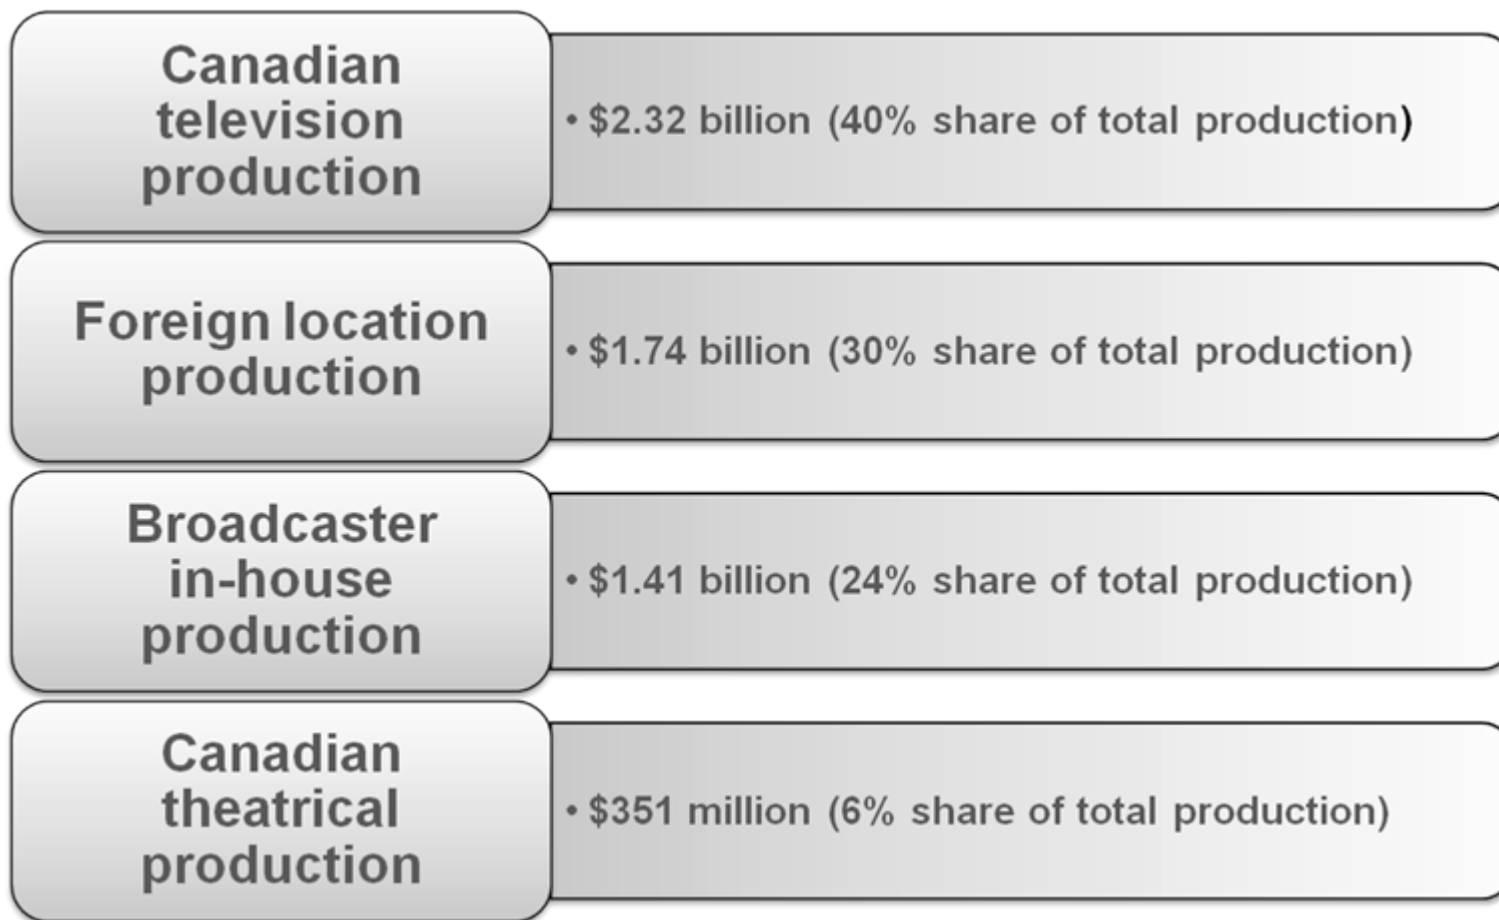 Canadian
television
production
• $2.32 billion (40% share of total production)
Foreign location
production
• $1.74 billion (30% share of total production)
Broadcaster
in-house
production
• $1.41 billion (24% share of total production)
Canadian
theatrical
production
• $351 million (6% share of total production)